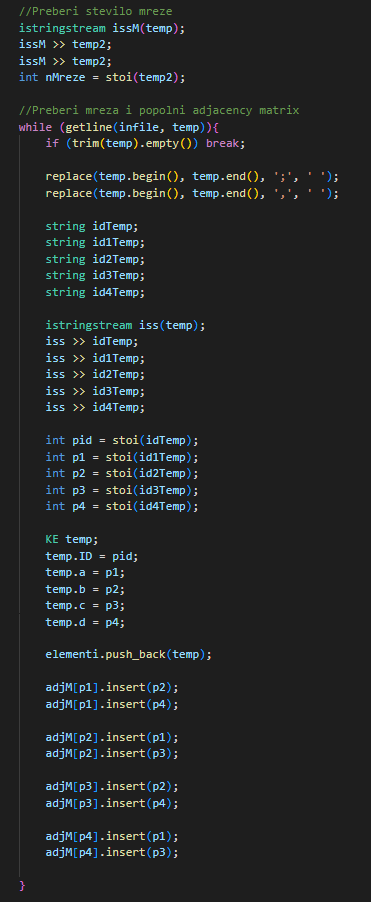 //Preberi stevilo mreze
istringstream issM(temp);
issM >> temp2;
issM >> temp2;
int nMreze = stoi(temp2);
//Preberi mreza i popolni adjacency matrix
while (getline(infile, temp)){
if (trim(temp).empty()) break;
replace(temp.begin(), temp.end(), ';', ' ');
replace(temp.begin(), temp.end(), ',', ' ');
string idTemp;
string id1Temp;
string id2Temp;
string id3Temp;
string id4Temp;
istringstream iss(temp);
iss >> idTemp;
iss >> id1Temp;
iss >> id2Temp;
iss >> id3Temp;
iss >> id4Temp;
int pid = stoi(idTemp);
int p1 = stoi(id1Temp);
int p2 = stoi(id2Temp);
int p3 = stoi(id3Temp);
int p4 = stoi(id4Temp);
KE temp;
temp.ID = pid;
temp.a = p1;
temp.b = p2;
temp.c = p3;
temp.d = p4;
elementi.push_back(temp);
adjM[p1].insert(p2);
adjM[p1].insert(p4);
adjM[p2].insert(p1);
adjM[p2].insert(p3);
adjM[p3].insert(p2);
adjM[p3].insert(p4);
adjM[p4].insert(p1);
adjM[p4].insert(p3);
}